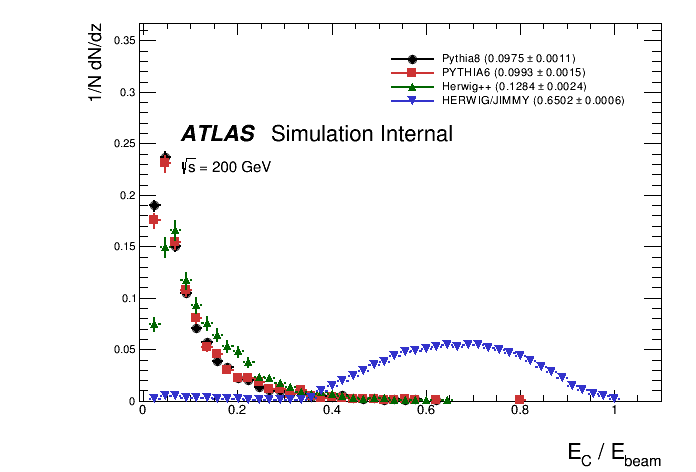 1/N dN/dz
0.35
0.3
0.25
0.2
0.15
0.1
0.05
0
Pythia8 (0.0975 ± 0.0011)
PYTHIA6 (0.0993 ± 0.0015)
Herwig++ (0.1284 ± 0.0024)
HERWIG/JIMMY (0.6502 ± 0.0006)
ATLAS Simulation Internal
√s = 200 GeV
0 0.2 0.4 0.6 0.8 1
E_C / E_beam